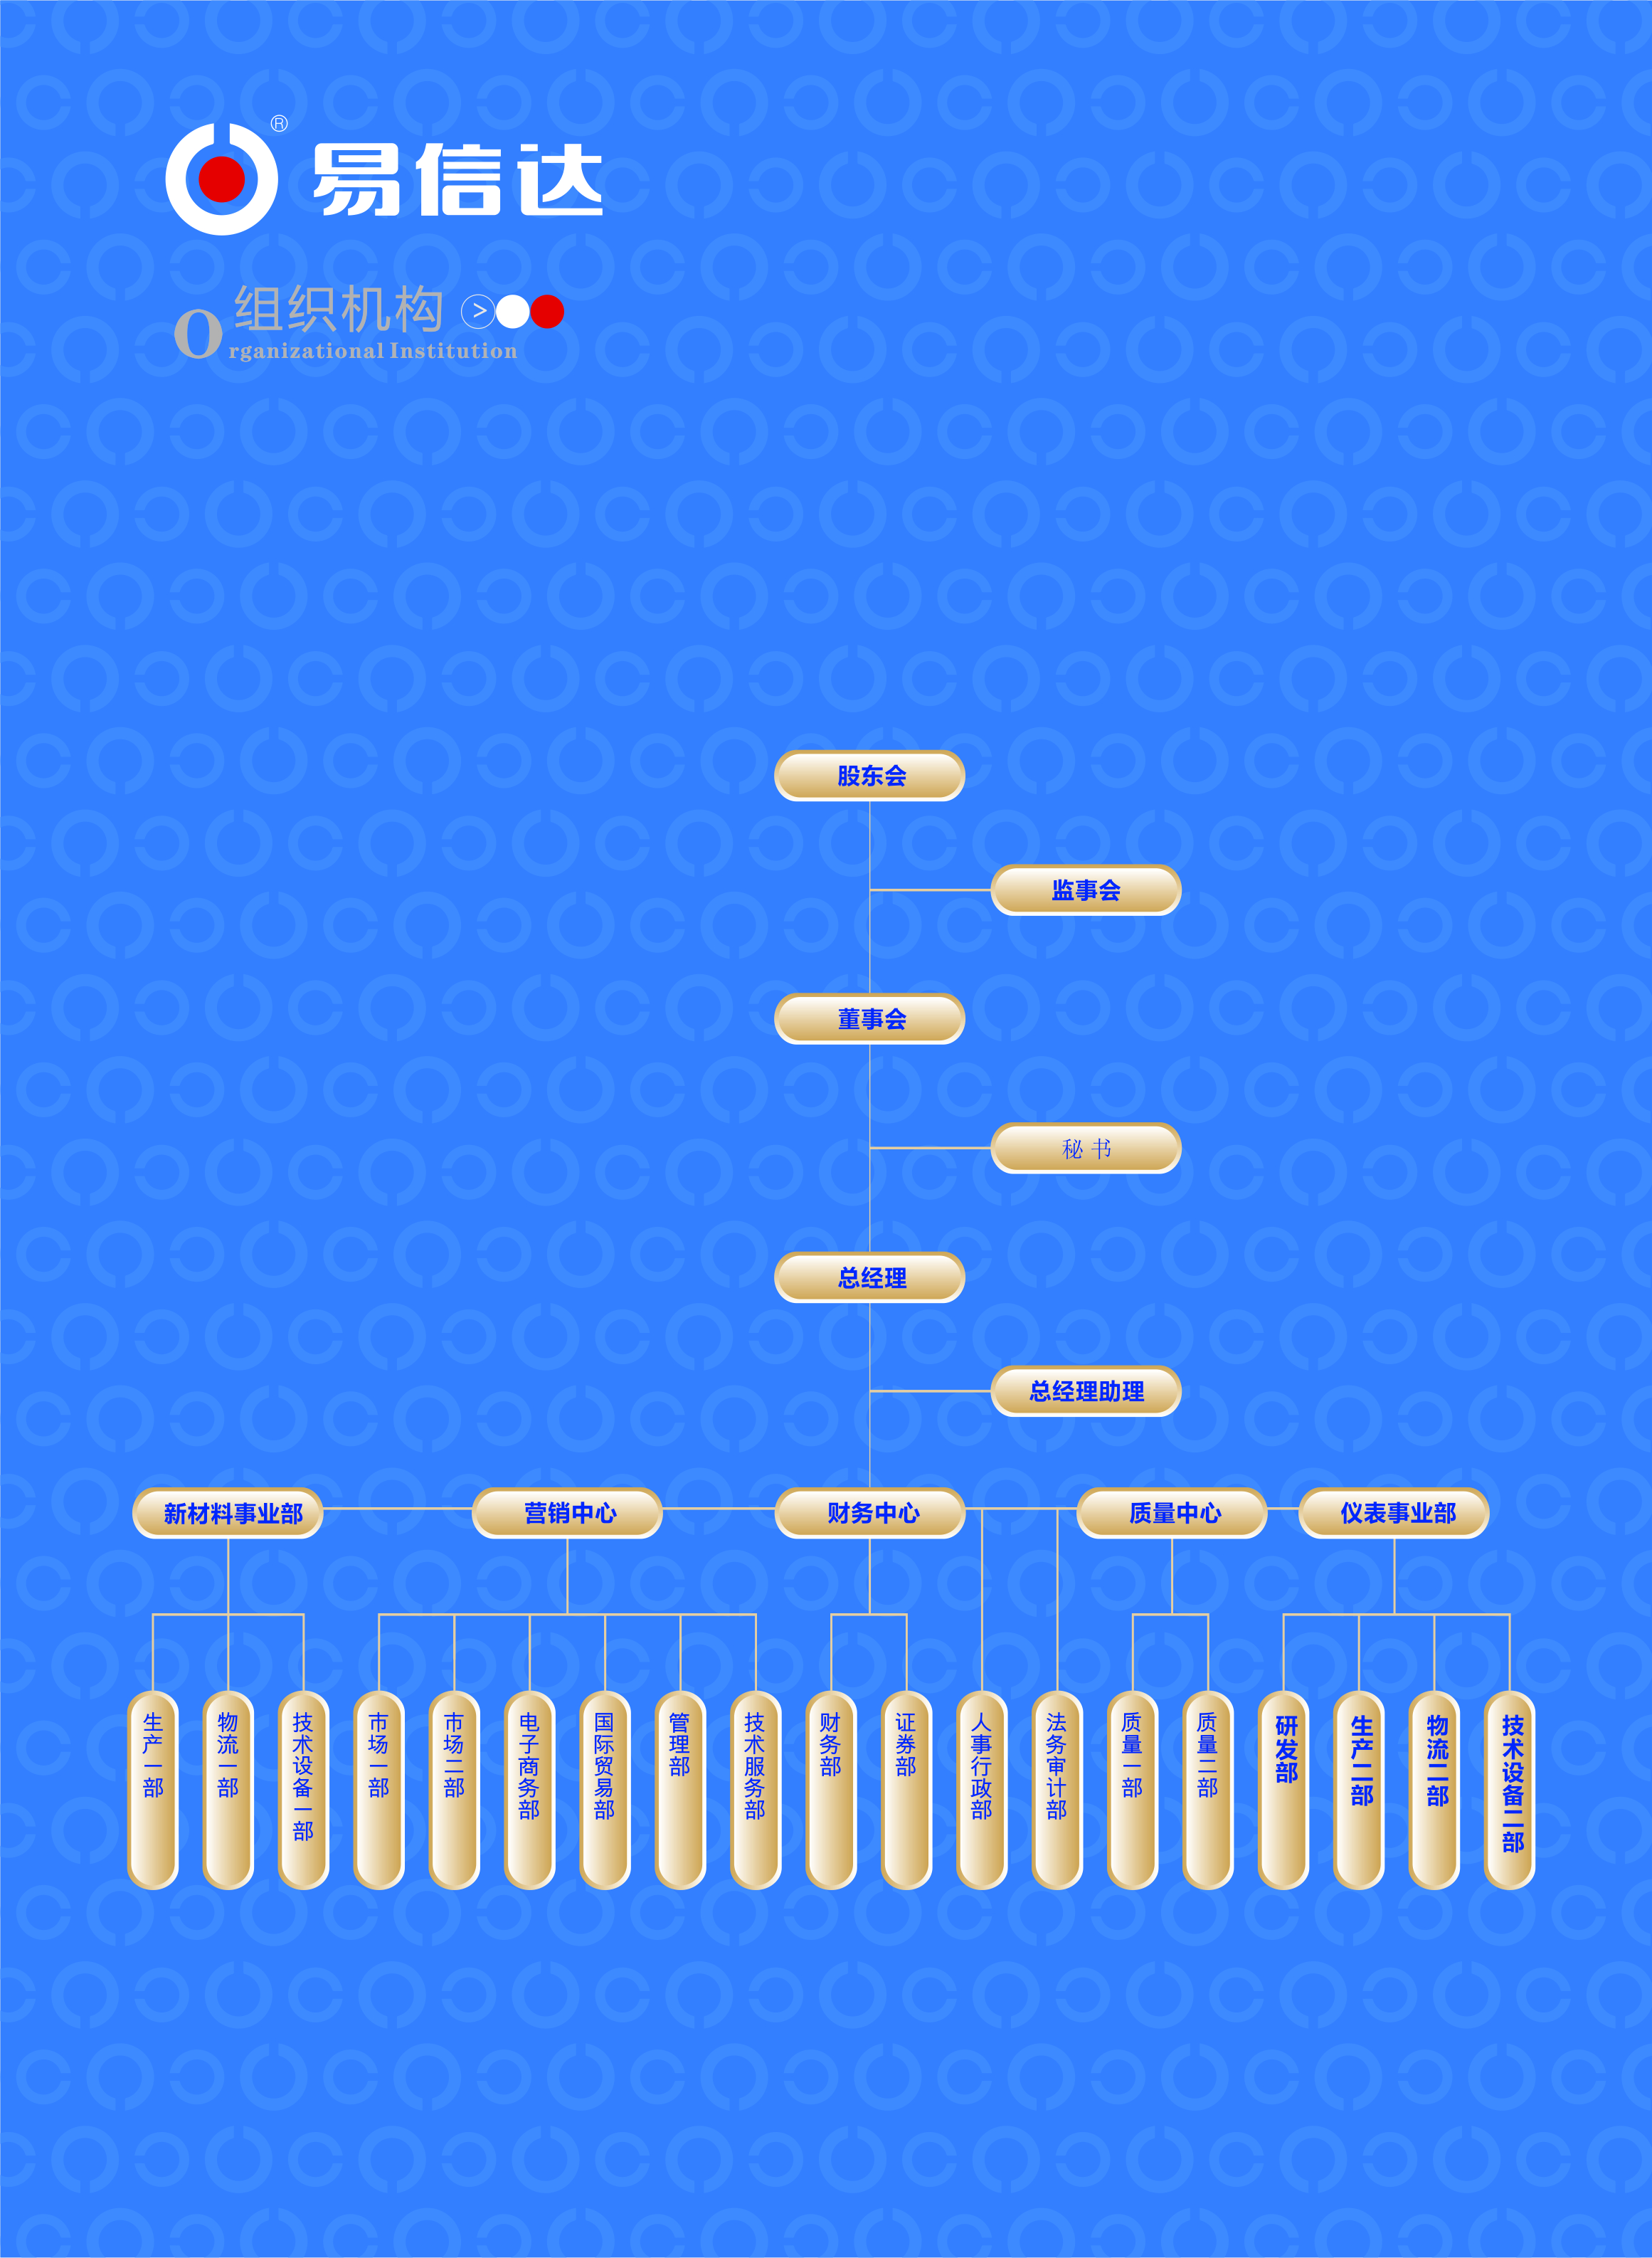 ®
易信达
组织机构
>
Organizational Institution
股东会
监事会
董事会
秘 书
总经理
总经理助理
新材料事业部
营销中心
财务中心
质量中心
仪表事业部
生产一部
物流一部
技术设备一部
市场一部
市场二部
电子商务部
国际贸易部
管理部
技术服务部
财务部
证券部
人事行政部
法务审计部
质量一部
质量二部
研发部
生产二部
物流二部
技术设备二部